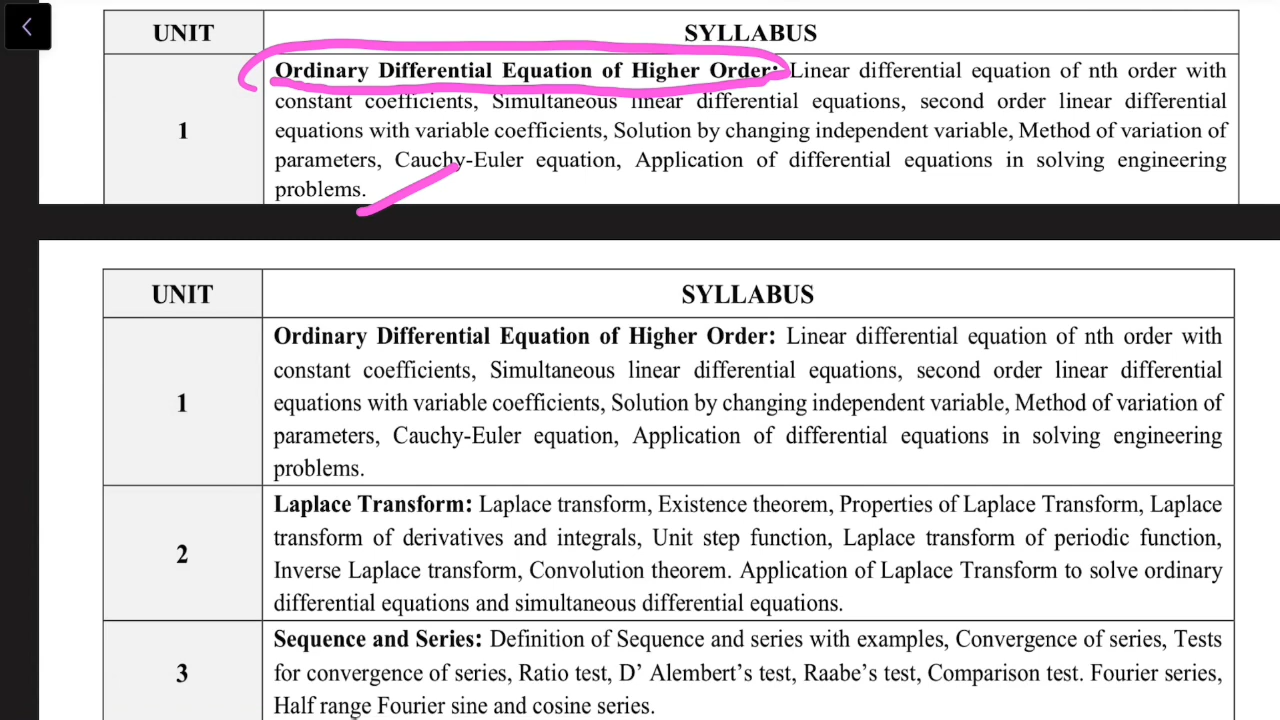 UNIT SYLLABUS
Ordinary Differential Equation of Higher Order: Linear differential equation of nth order with
constant coefficients, Simultaneous linear differential equations, second order linear differential
1 equations with variable coefficients, Solution by changing independent variable, Method of variation of
parameters, Cauchy-Euler equation, Application of differential equations in solving engineering
problems.
UNIT SYLLABUS
Ordinary Differential Equation of Higher Order: Linear differential equation of nth order with
constant coefficients, Simultaneous linear differential equations, second order linear differential
1 equations with variable coefficients, Solution by changing independent variable, Method of variation of
parameters, Cauchy-Euler equation, Application of differential equations in solving engineering
problems.
Laplace Transform: Laplace transform, Existence theorem, Properties of Laplace Transform, Laplace
transform of derivatives and integrals, Unit step function, Laplace transform of periodic function,
2 Inverse Laplace transform, Convolution theorem. Application of Laplace Transform to solve ordinary
differential equations and simultaneous differential equations.
Sequence and Series: Definition of Sequence and series with examples, Convergence of series, Tests
3 for convergence of series, Ratio test, D’ Alembert’s test, Raabe’s test, Comparison test. Fourier series,
Half range Fourier sine and cosine series.